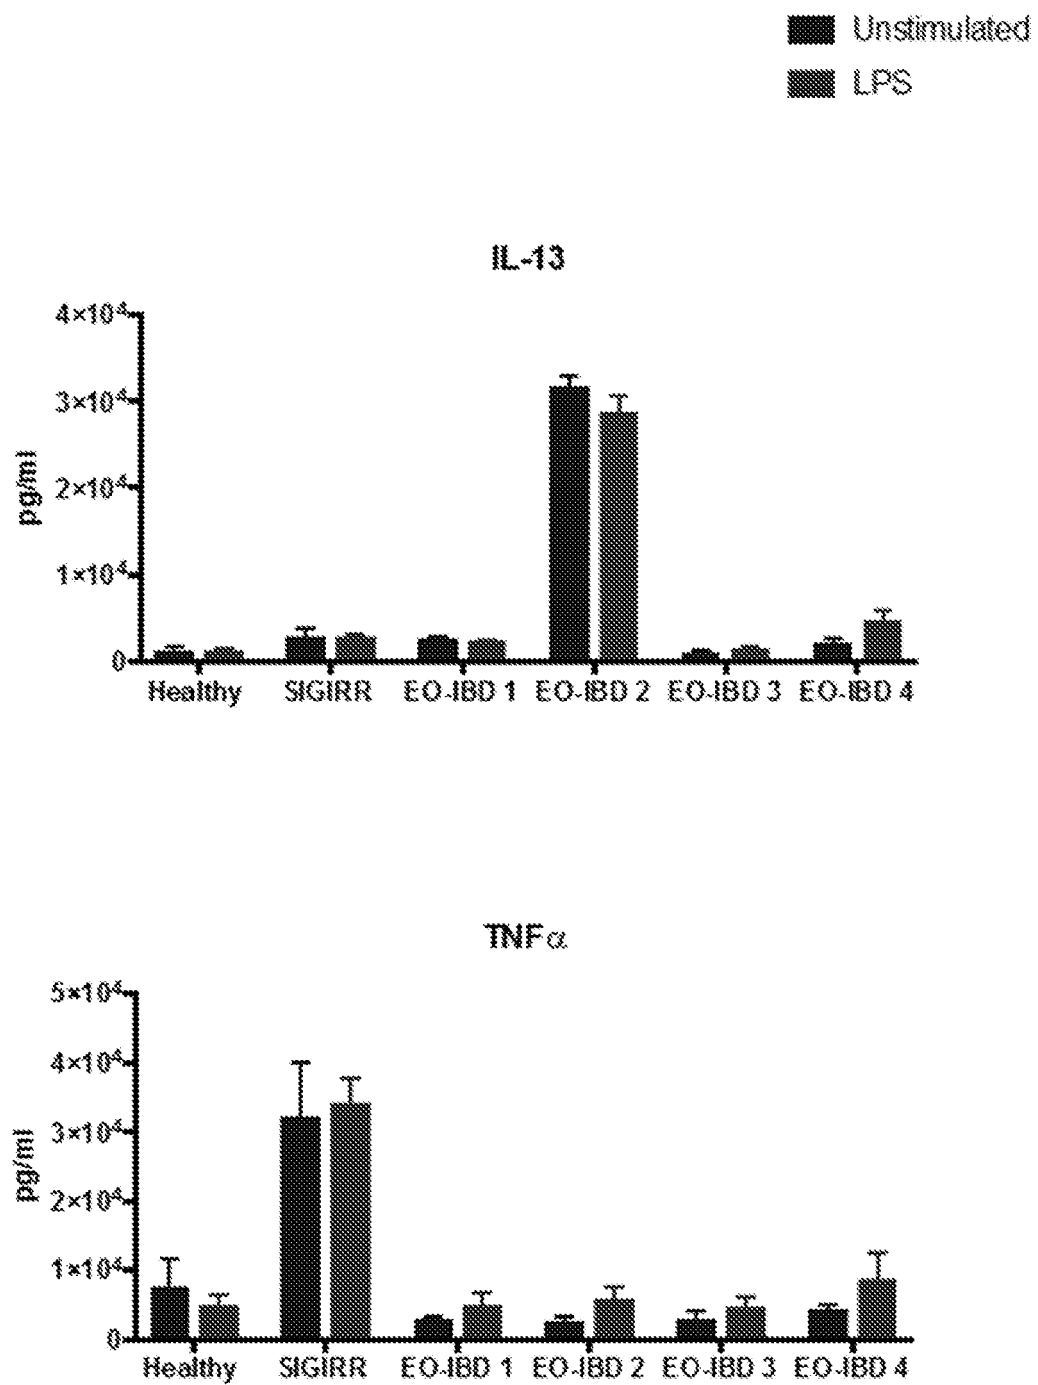 Unstimulated
LPS
IL-13
4×10⁴
3×10⁴
2×10⁴
1×10⁴
0
pg/ml
Healthy SIGIRR EO-IBD 1 EO-IBD 2 EO-IBD 3 EO-IBD 4
TNFα
5×10⁴
4×10⁴
3×10⁴
2×10⁴
1×10⁴
0
pg/ml
Healthy SIGIRR EO-IBD 1 EO-IBD 2 EO-IBD 3 EO-IBD 4